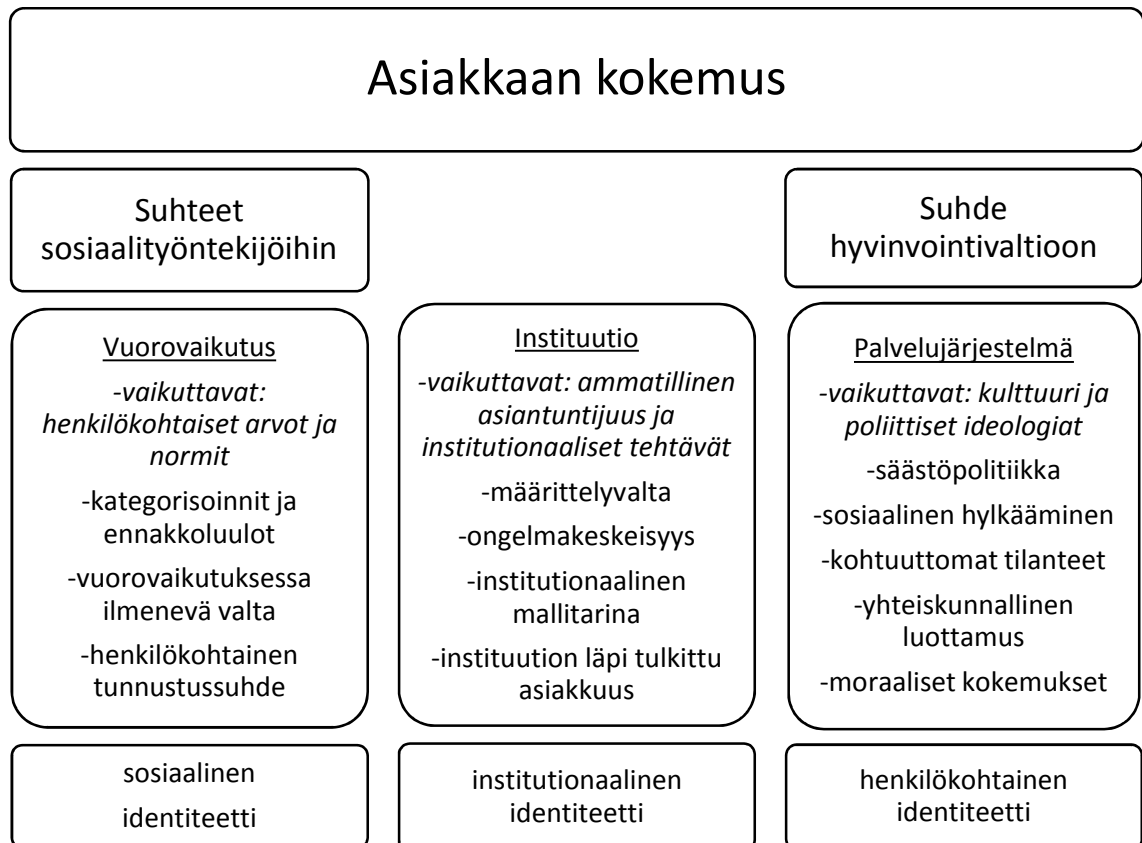 Asiakkaan kokemus
Suhteet
sosiaalityöntekijöihin
Suhde
hyvinvointivaltioon
Vuorovaikutus
-vaikuttavat:
henkilökohtaiset arvot ja
normit
-kategorisoinnit ja
ennakkoluulot
-vuorovaikutuksessa
ilmenevä valta
-henkilökohtainen
tunnustussuhde
Instituutio
-vaikuttavat: ammatillinen
asiantuntijuus ja
institutionaaliset tehtävät
-määrittelyvalta
-ongelmakeskeisyys
-institutionaalinen
mallitarina
-instituution läpi tulkittu
asiakkuus
Palvelujärjestelmä
-vaikuttavat: kulttuuri ja
poliittiset ideologiat
-säästöpolitiikka
-sosiaalinen hylkääminen
-kohtuuttomat tilanteet
-yhteiskunnallinen
luottamus
-moraaliset kokemukset
sosiaalinen
identiteetti
institutionaalinen
identiteetti
henkilökohtainen
identiteetti